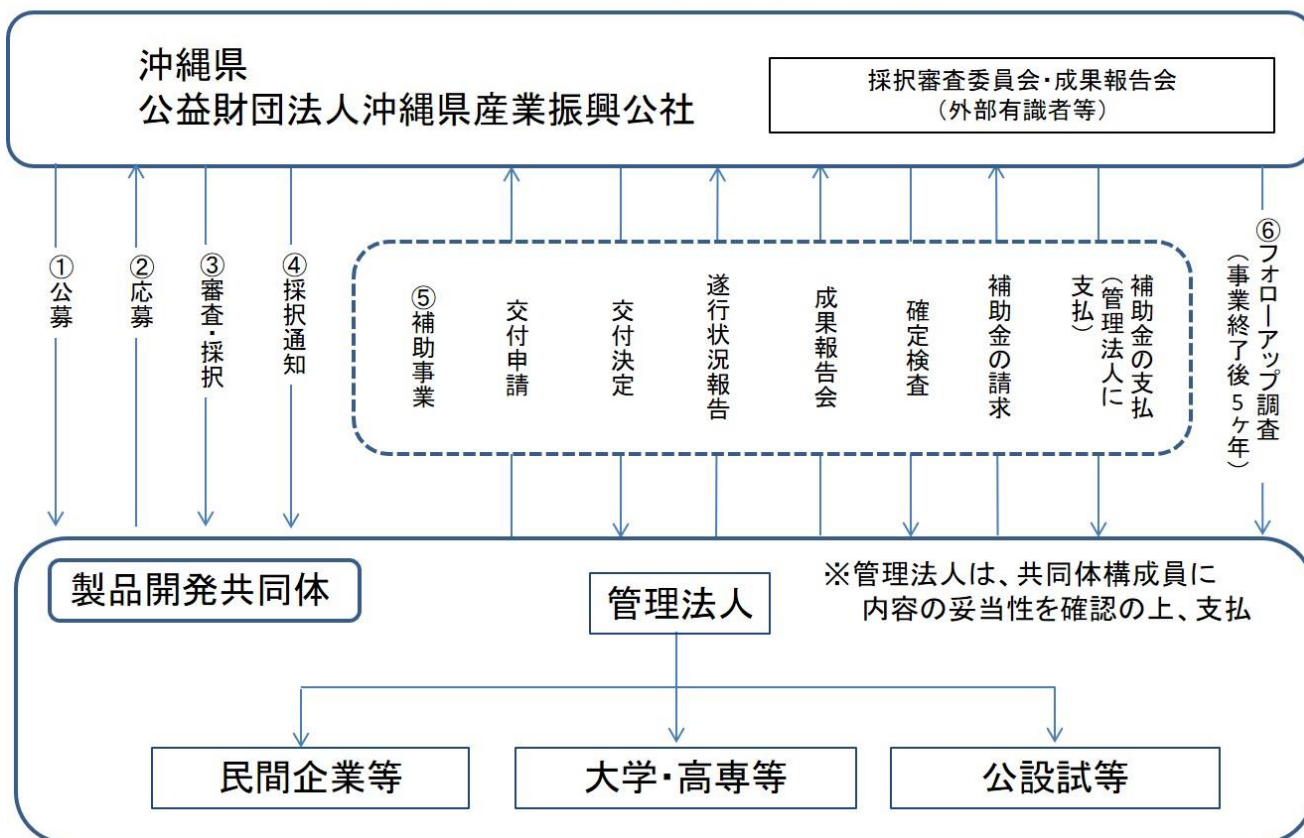 沖縄県
公益財団法人沖縄県産業振興公社
採択審査委員会・成果報告会
（外部有識者等）
①公募
②応募
③審査・採択
④採択通知
⑤補助事業
交付申請
交付決定
遂行状況報告
成果報告会
確定検査
補助金の請求
補助金の支払
（管理法人に
支払）
⑥フォローアップ調査
（事業終了後５ヶ年）
製品開発共同体
管理法人
※管理法人は、共同体構成員に
内容の妥当性を確認の上、支払
民間企業等
大学・高専等
公設試等